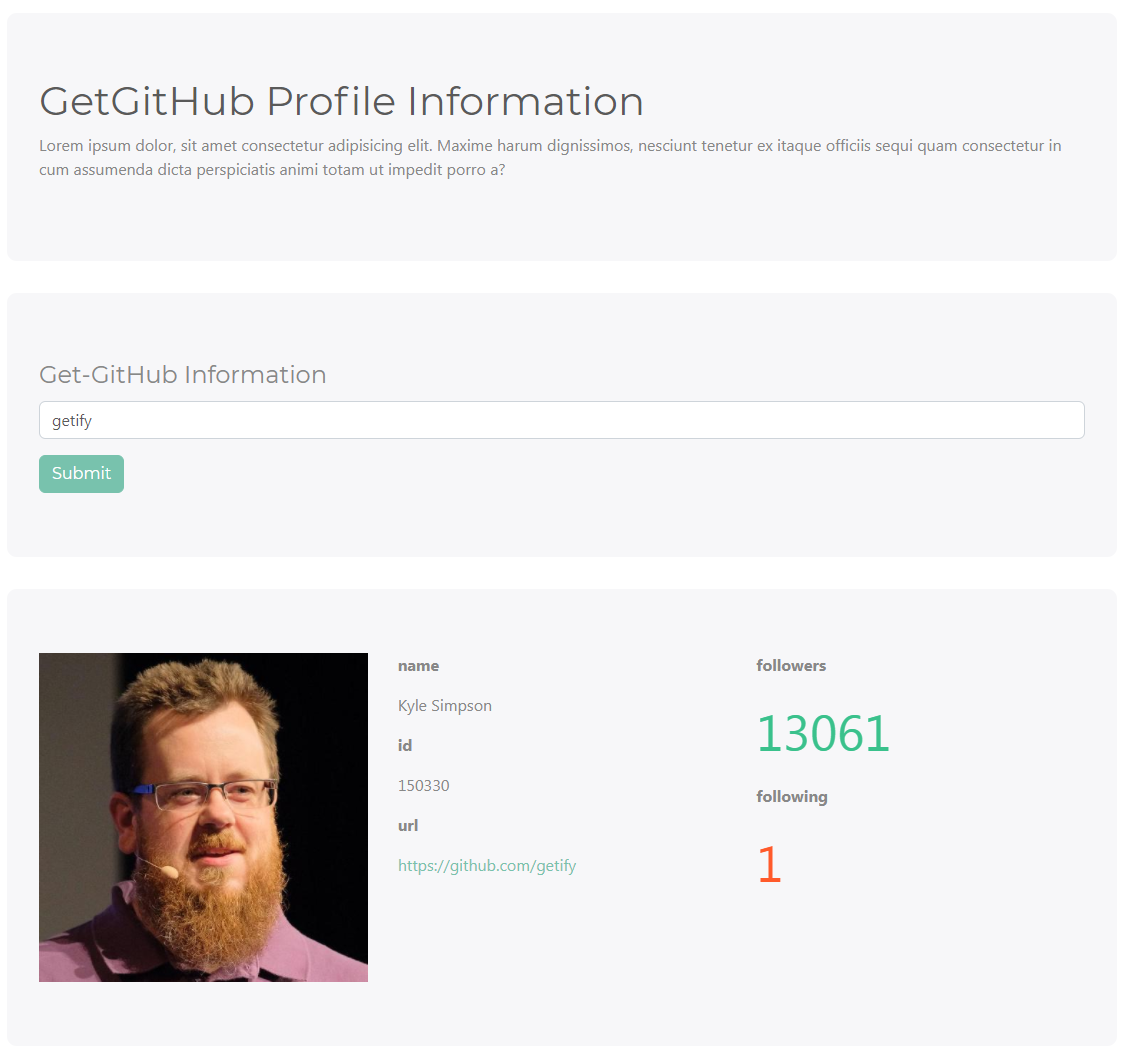 GetGitHub Profile Information
Lorem ipsum dolor, sit amet consectetur adipisicing elit. Maxime harum dignissimos, nesciunt tenetur ex itaque officiis sequi quam consectetur in
cum assumenda dicta perspiciatis animi totam ut impedit porro a?
Get-GitHub Information
getify
Submit
name
Kyle Simpson
id
150330
url
https://github.com/getify
followers
13061
following
1